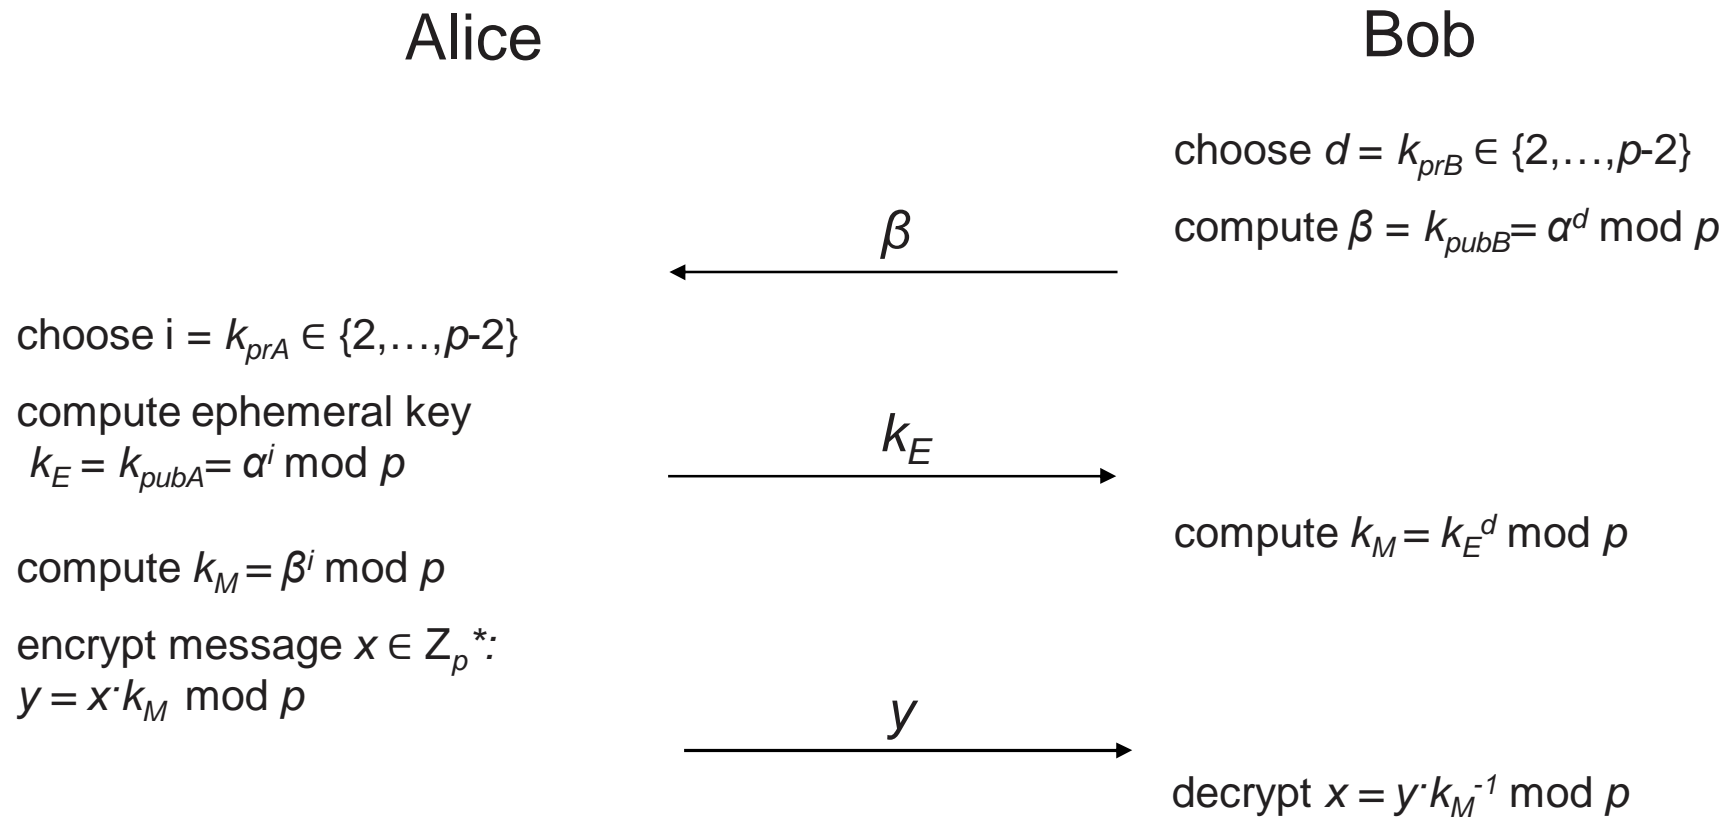 Alice
Bob
choose d = k_prB ∈ {2,…,p-2}
compute β = k_pubB= α^d mod p
β
choose i = k_prA ∈ {2,…,p-2}
compute ephemeral key
k_E = k_pubA= α^i mod p
k_E
compute k_M = k_E^d mod p
compute k_M = β^i mod p
encrypt message x ∈ Z_p^*:
y = x·k_M mod p
y
decrypt x = y·k_M^-1 mod p